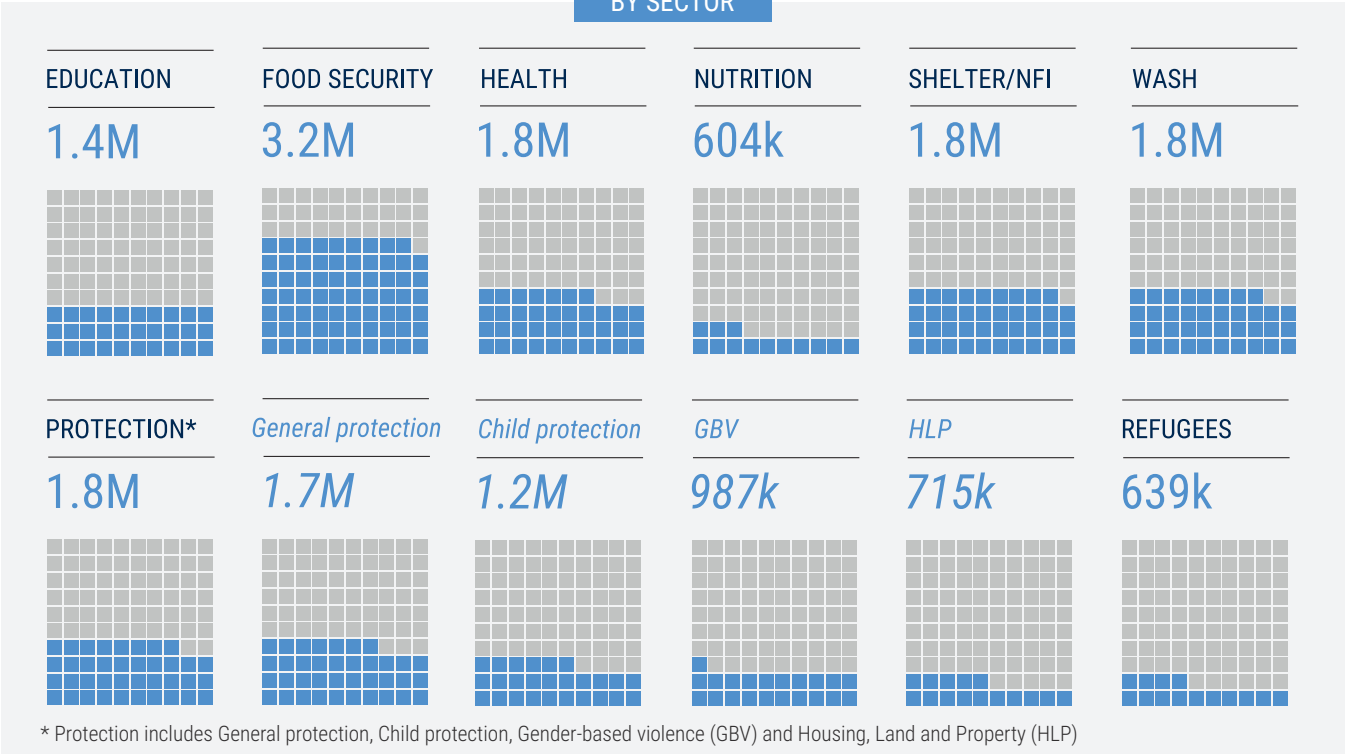 BY SECTOR
EDUCATION
FOOD SECURITY
HEALTH
NUTRITION
SHELTER/NFI
WASH
1.4M
3.2M
1.8M
604k
1.8M
1.8M
PROTECTION*
General protection
Child protection
GBV
HLP
REFUGEES
1.8M
1.7M
1.2M
987k
715k
639k
* Protection includes General protection, Child protection, Gender-based violence (GBV) and Housing, Land and Property (HLP)